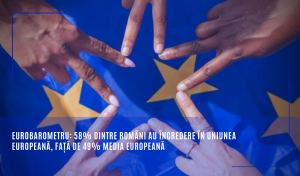 EUROBAROMETRU: 58% DINTRE ROMÂNI AU ÎNCREDERE ÎN UNIUNEA
EUROPEANĂ, FAȚĂ DE 49% MEDIA EUROPEANĂ